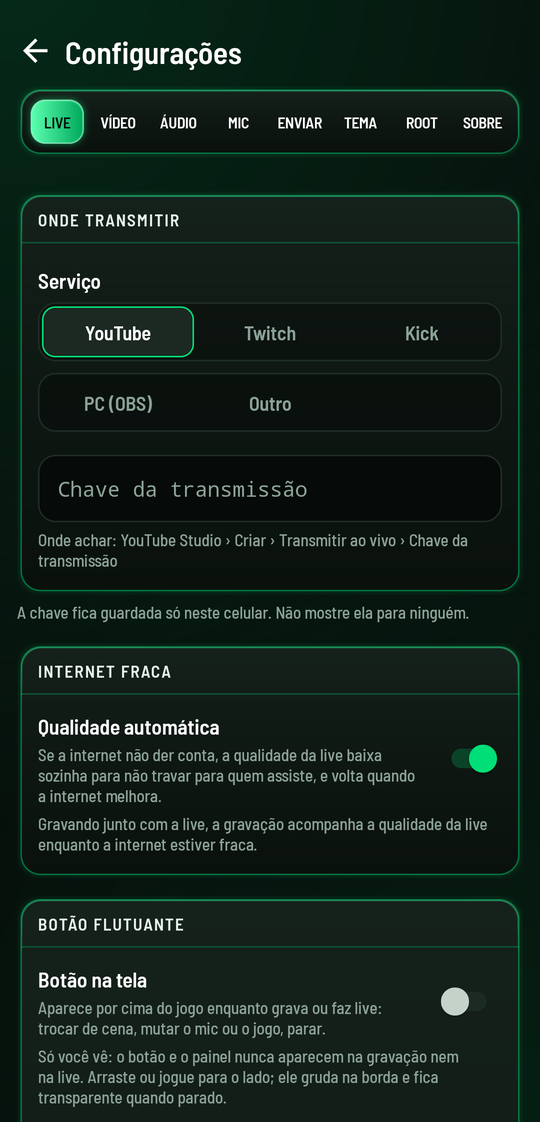 Configurações
LIVE VÍDEO ÁUDIO MIC ENVIAR TEMA ROOT SOBRE
ONDE TRANSMITIR
Serviço
YouTube Twitch Kick
PC (OBS) Outro
Chave da transmissão
Onde achar: YouTube Studio › Criar › Transmitir ao vivo › Chave da
transmissão
A chave fica guardada só neste celular. Não mostre ela para ninguém.
INTERNET FRACA
Qualidade automática
Se a internet não der conta, a qualidade da live baixa
sozinha para não travar para quem assiste, e volta quando
a internet melhora.
Gravando junto com a live, a gravação acompanha a qualidade da live
enquanto a internet estiver fraca.
BOTÃO FLUTUANTE
Botão na tela
Aparece por cima do jogo enquanto grava ou faz live:
trocar de cena, mutar o mic ou o jogo, parar.
Só você vê: o botão e o painel nunca aparecem na gravação nem
na live. Arraste ou jogue para o lado; ele gruda na borda e fica
transparente quando parado.